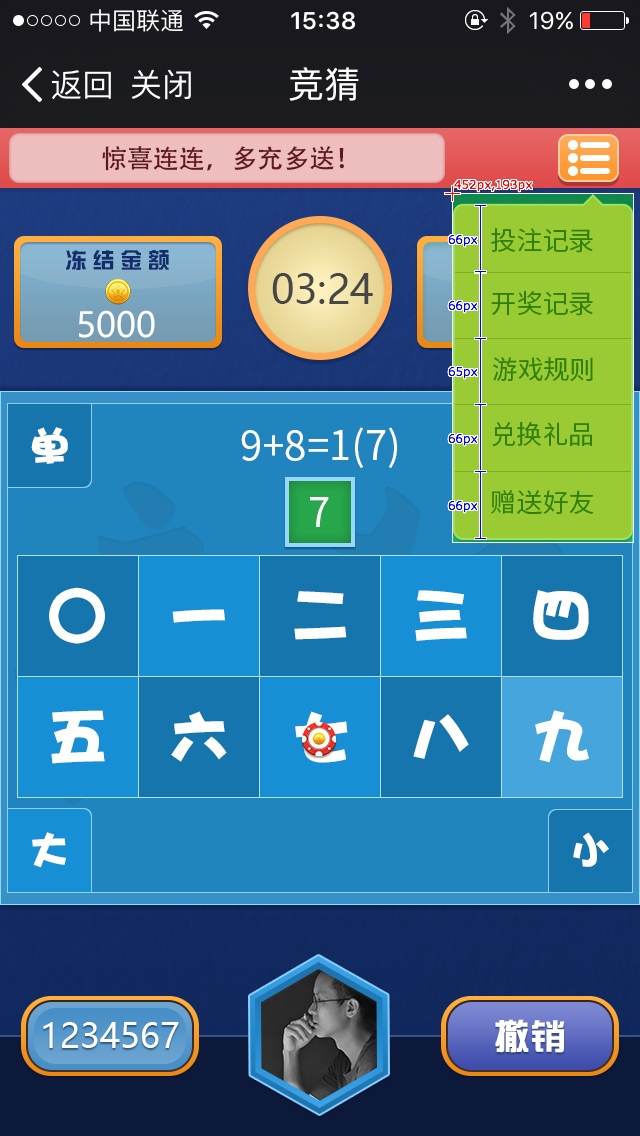 中国联通 15:38 19%
返回 关闭 竞猜
惊喜连连，多充多送！
452px,193px
冻结金额
5000
03:24
66px 投注记录
66px 开奖记录
65px 游戏规则
66px 兑换礼品
66px 赠送好友
单
9+8=1(7)
7
〇 一 二 三 四
五 六 七 八 九
大 小
1234567 撤销